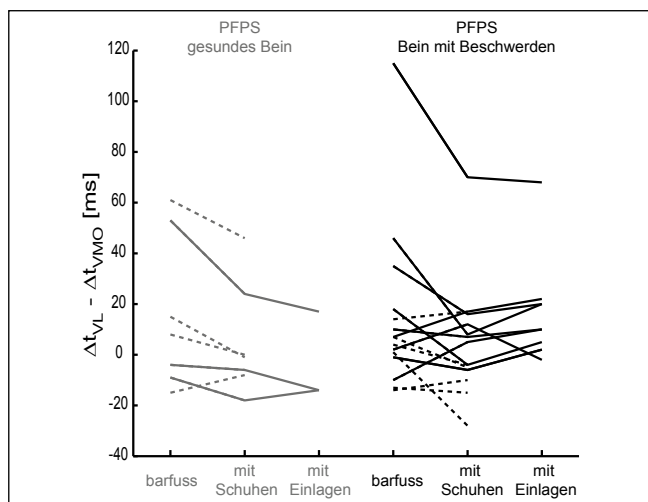 PFPS
gesundes Bein
PFPS
Bein mit Beschwerden
Δt_VL - Δt_VMO [ms]
120
100
80
60
40
20
0
-20
-40
barfuss
mit
Schuhen
mit
Einlagen
barfuss
mit
Schuhen
mit
Einlagen